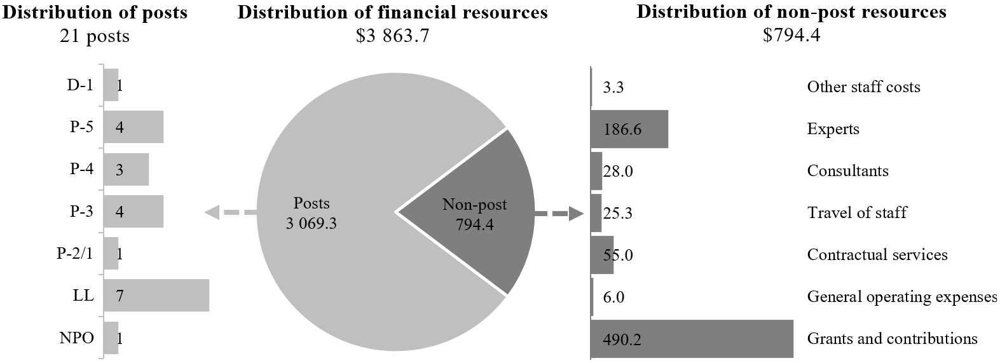 Distribution of posts
21 posts
D-1 1
P-5 4
P-4 3
P-3 4
P-2/1 1
LL 7
NPO 1
Distribution of financial resources
$3 863.7
Posts
3 069.3
Non-post
794.4
Distribution of non-post resources
$794.4
3.3 Other staff costs
186.6 Experts
28.0 Consultants
25.3 Travel of staff
55.0 Contractual services
6.0 General operating expenses
490.2 Grants and contributions